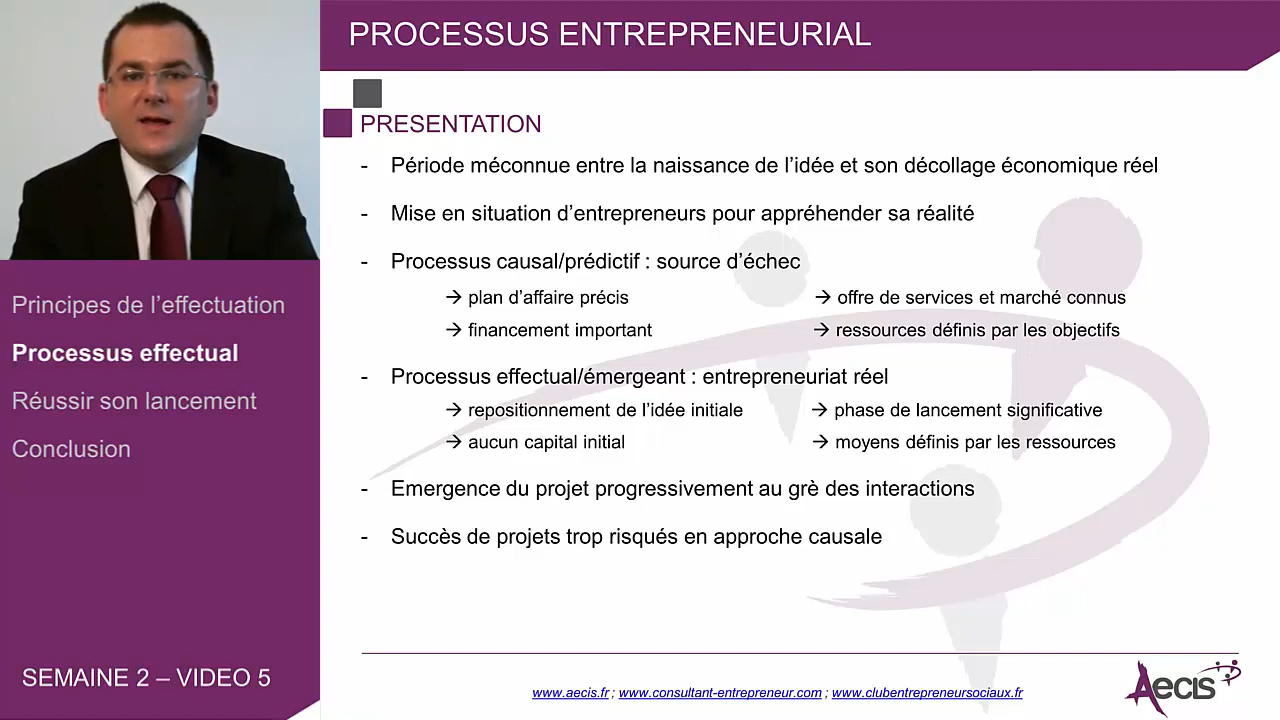 PROCESSUS ENTREPRENEURIAL
PRESENTATION
- Période méconnue entre la naissance de l’idée et son décollage économique réel
- Mise en situation d’entrepreneurs pour appréhender sa réalité
- Processus causal/prédictif : source d’échec
→ plan d’affaire précis → offre de services et marché connus
→ financement important → ressources définis par les objectifs
- Processus effectual/émergeant : entrepreneuriat réel
→ repositionnement de l’idée initiale → phase de lancement significative
→ aucun capital initial → moyens définis par les ressources
- Emergence du projet progressivement au grè des interactions
- Succès de projets trop risqués en approche causale
Principes de l’effectuation
Processus effectual
Réussir son lancement
Conclusion
SEMAINE 2 – VIDEO 5
www.aecis.fr ; www.consultant-entrepreneur.com ; www.clubentrepreneursociaux.fr
Aecis